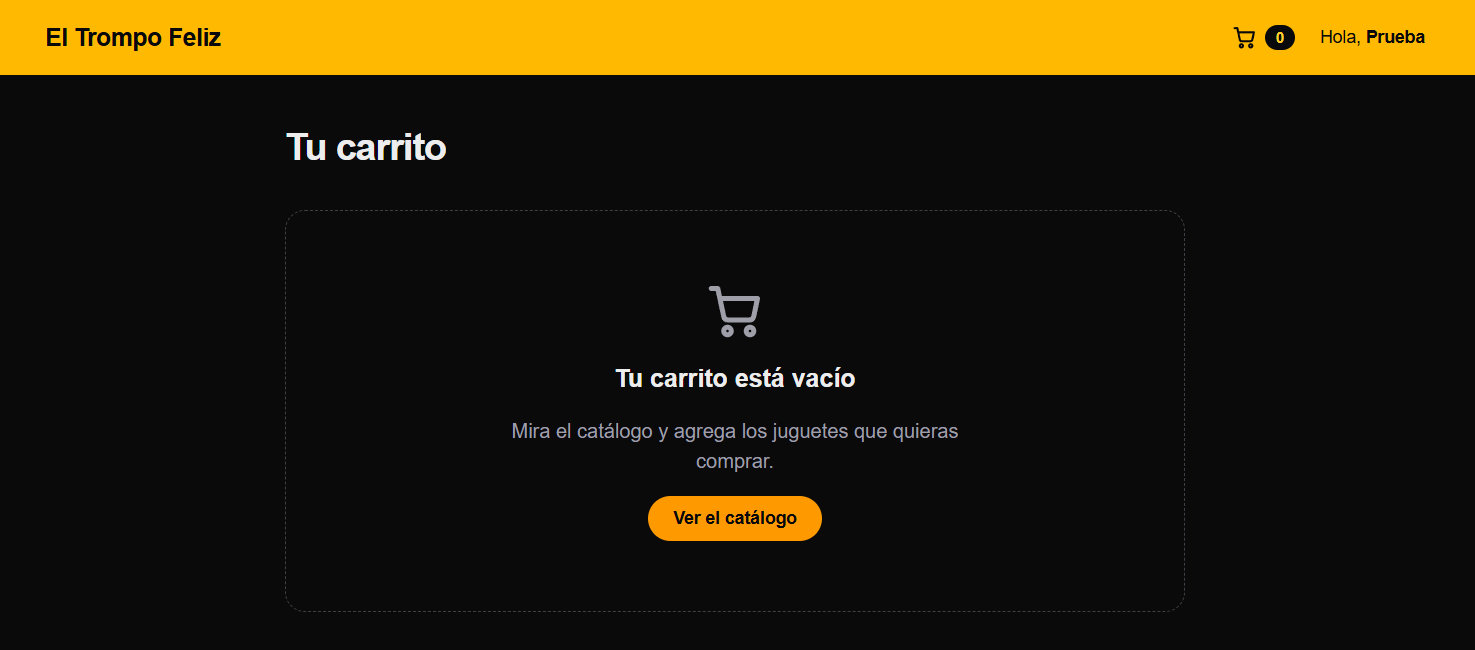 El Trompo Feliz
0
Hola, Prueba
Tu carrito
Tu carrito está vacío
Mira el catálogo y agrega los juguetes que quieras
comprar.
Ver el catálogo